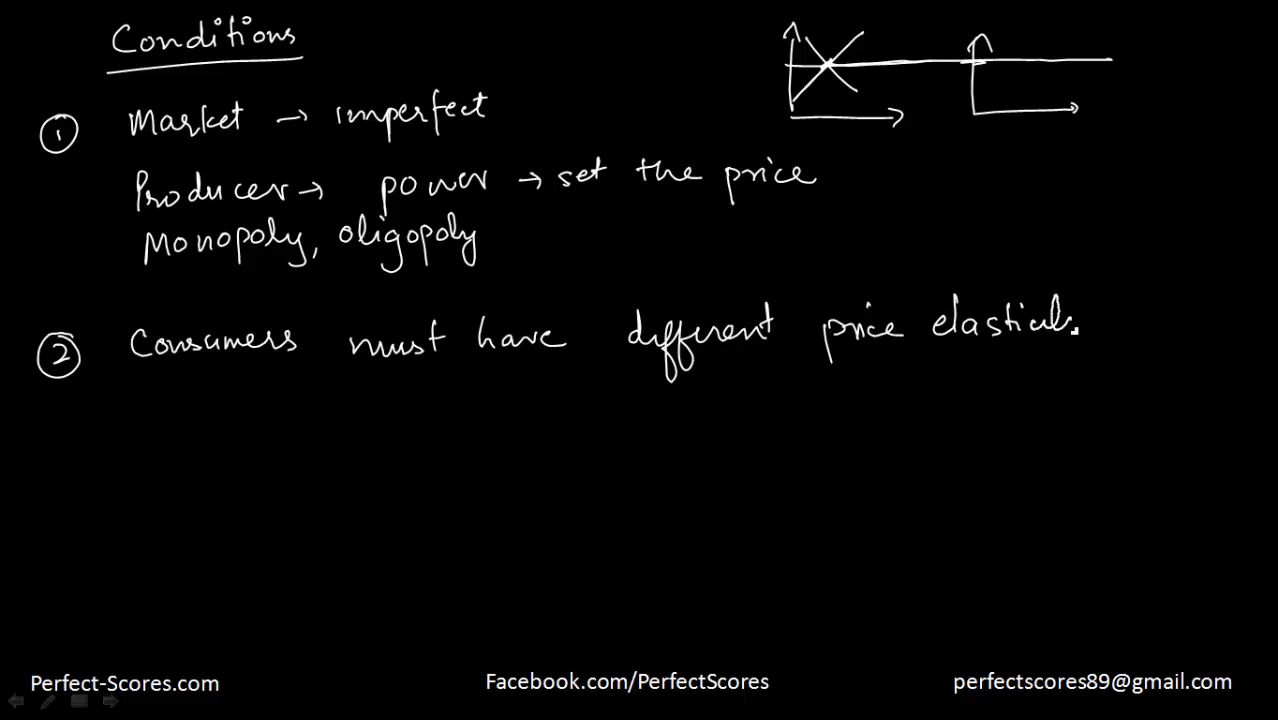 Conditions
① Market → imperfect
Producer → power → set the price
Monopoly, oligopoly
② Consumers must have different price
Perfect-Scores.com
Facebook.com/PerfectScores
perfectscores89@gmail.com